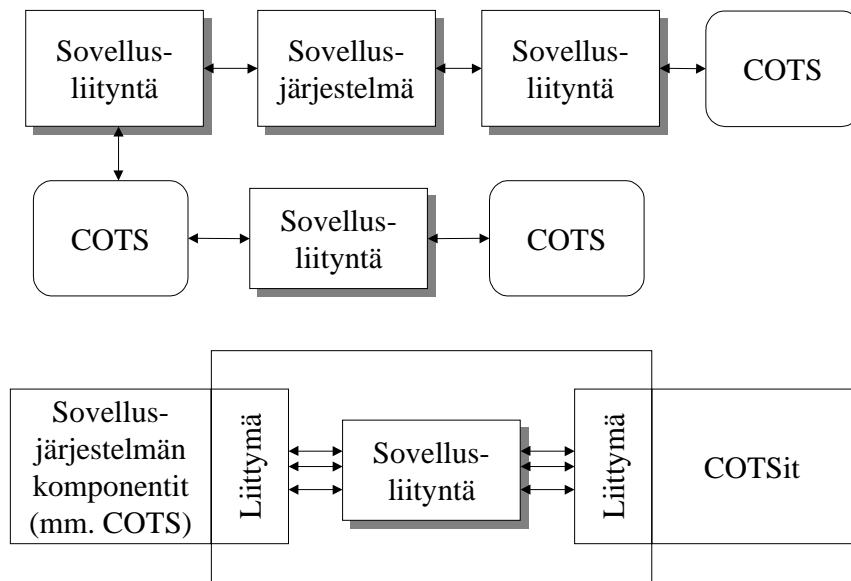 Sovellus-
liityntä
Sovellus-
järjestelmä
Sovellus-
liityntä
COTS
COTS
Sovellus-
liityntä
COTS
Sovellus-
järjestelmän
komponentit
(mm. COTS)
Liittymä
Sovellus-
liityntä
Liittymä
COTSit